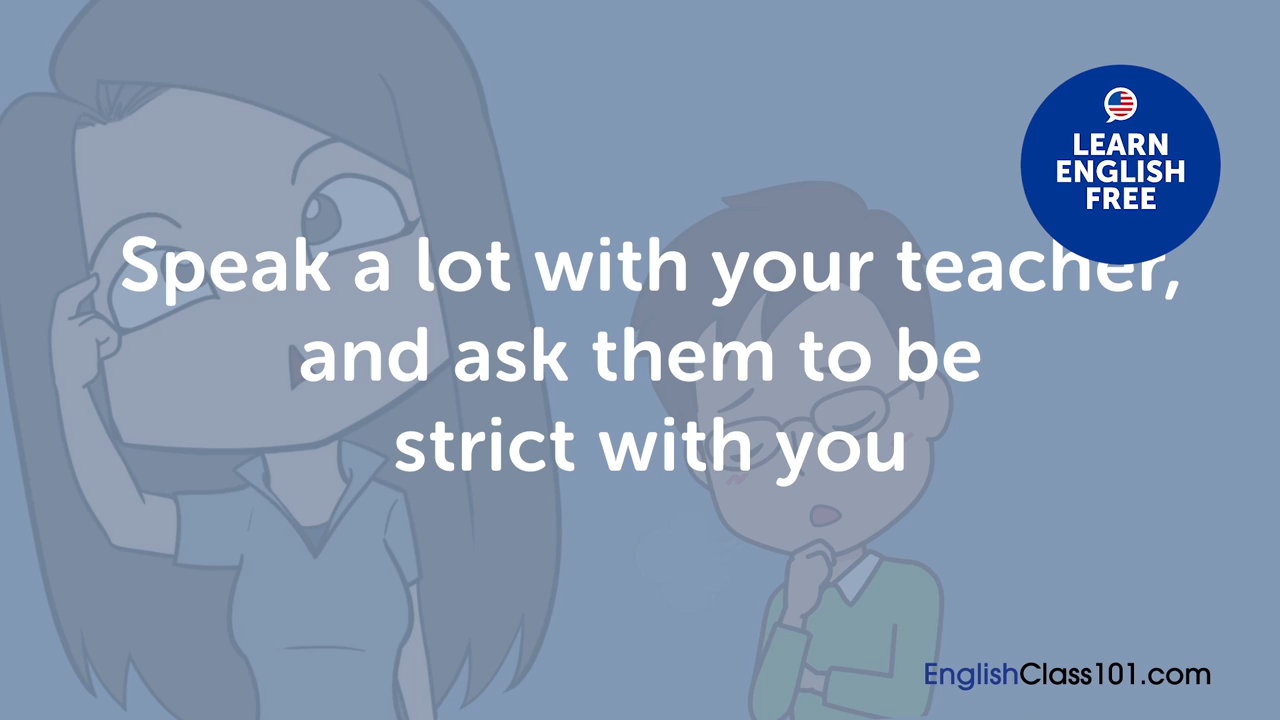 LEARN
ENGLISH
FREE
Speak a lot with your teacher,
and ask them to be
strict with you
EnglishClass101.com